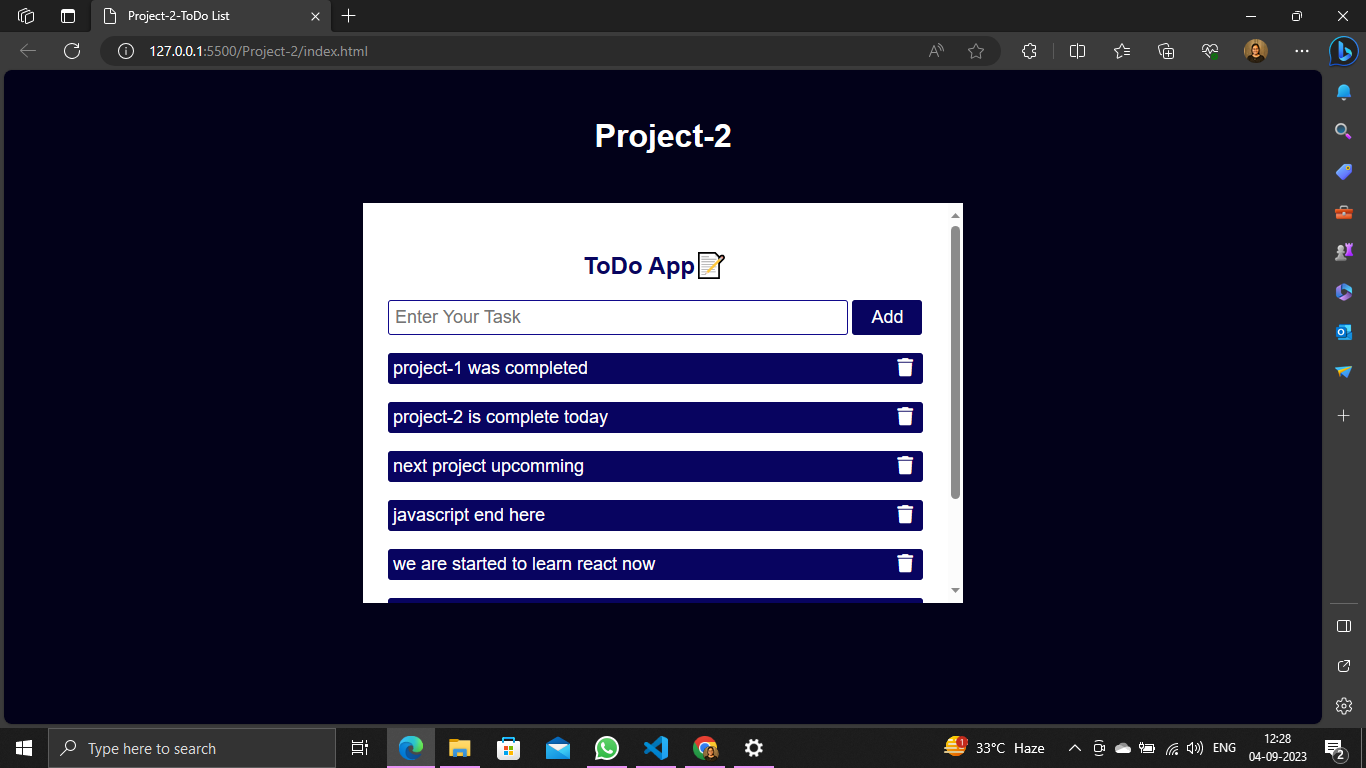 Project-2-ToDo List
127.0.0.1:5500/Project-2/index.html
Project-2
ToDo App📝
Enter Your Task
Add
project-1 was completed
project-2 is complete today
next project upcomming
javascript end here
we are started to learn react now
Type here to search
1
33°C Haze
ENG
12:28
04-09-2023
2